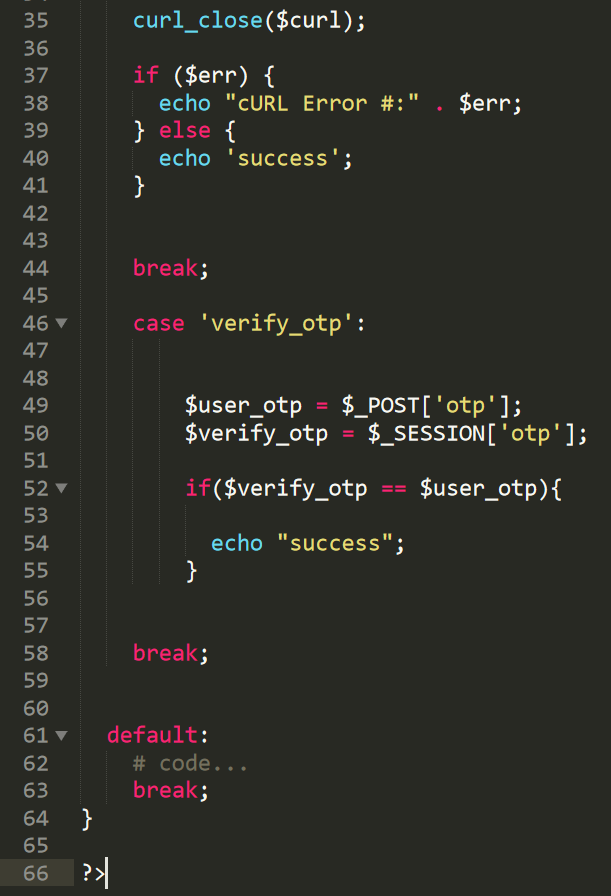 35 curl_close($curl);
36
37 if ($err) {
38 echo "cURL Error #:" . $err;
39 } else {
40 echo 'success';
41 }
42
43
44 break;
45
46 case 'verify_otp':
47
48
49 $user_otp = $_POST['otp'];
50 $verify_otp = $_SESSION['otp'];
51
52 if($verify_otp == $user_otp){
53
54 echo "success";
55 }
56
57
58 break;
59
60
61 default:
62 # code...
63 break;
64 }
65
66 ?>